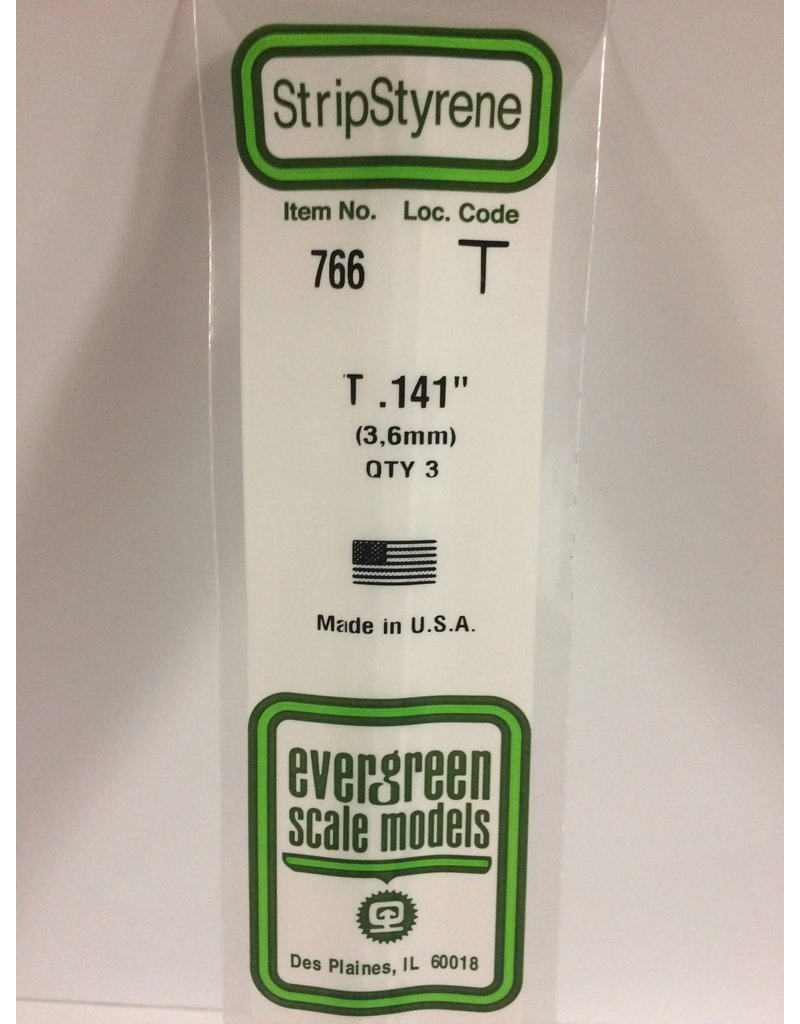 StripStyrene
Item No. Loc. Code
766 T
T .141"
(3,6mm)
QTY 3
Made in U.S.A.
evergreen
scale models
Des Plaines, IL 60018